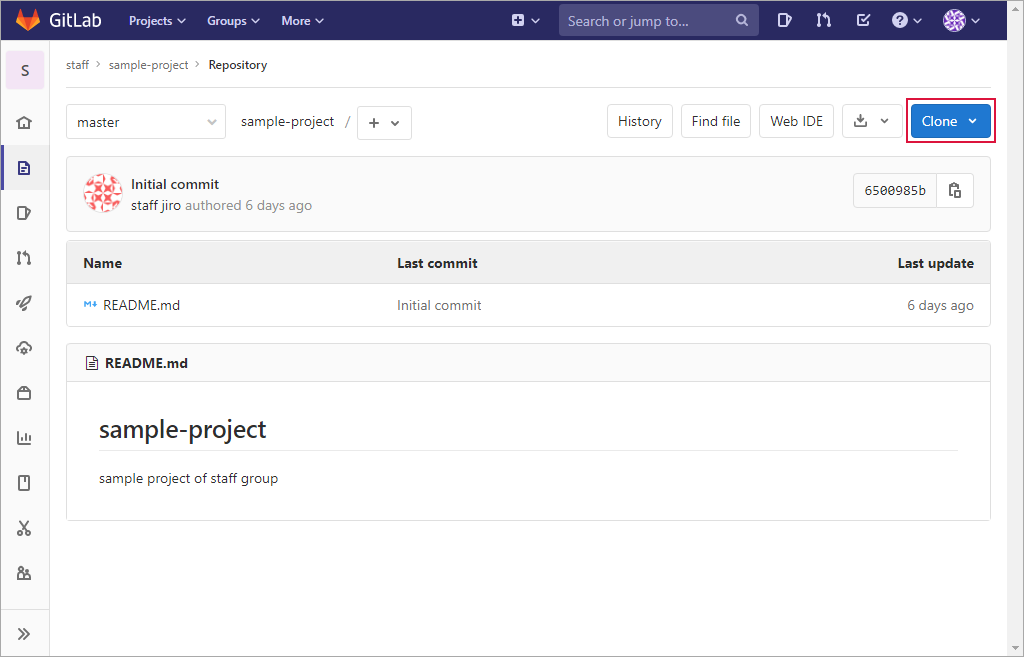 GitLab Projects Groups More Search or jump to...
S staff > sample-project > Repository
master sample-project / + History Find file Web IDE Clone
Initial commit
staff jiro authored 6 days ago 6500985b
Name Last commit Last update
M↓ README.md Initial commit 6 days ago
README.md
sample-project
sample project of staff group